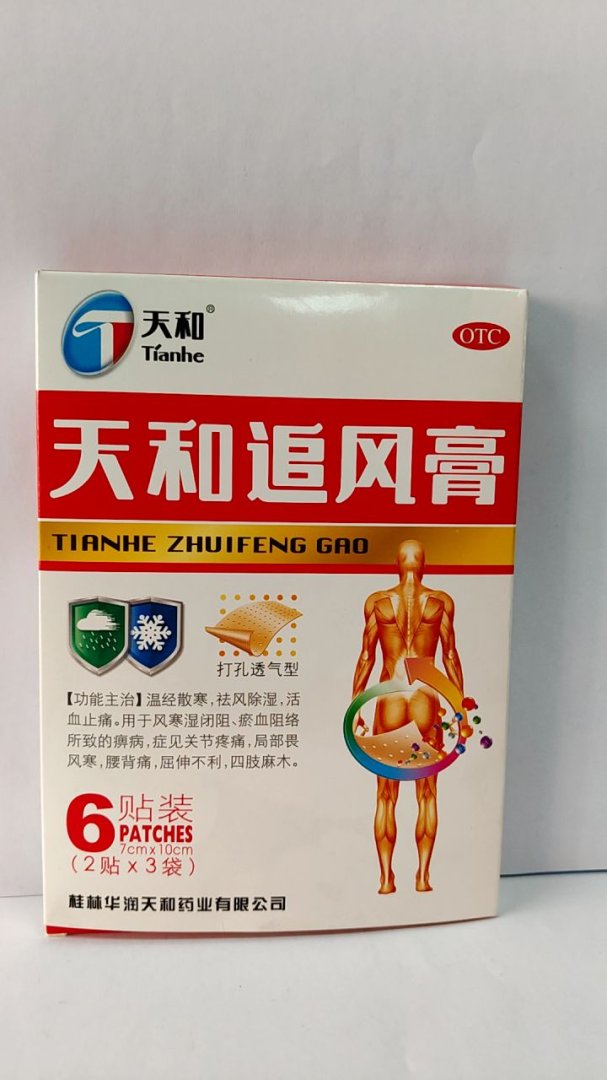 天和®
Tianhe
OTC
天和追风膏
TIANHE ZHUIFENG GAO
打孔透气型
【功能主治】温经散寒，祛风除湿，活
血止痛。用于风寒湿闭阻、瘀血阻络
所致的痹病，症见关节疼痛，局部畏
风寒，腰背痛，屈伸不利，四肢麻木。
6贴装
PATCHES
7cmx10cm
(2贴x3袋)
桂林华润天和药业有限公司